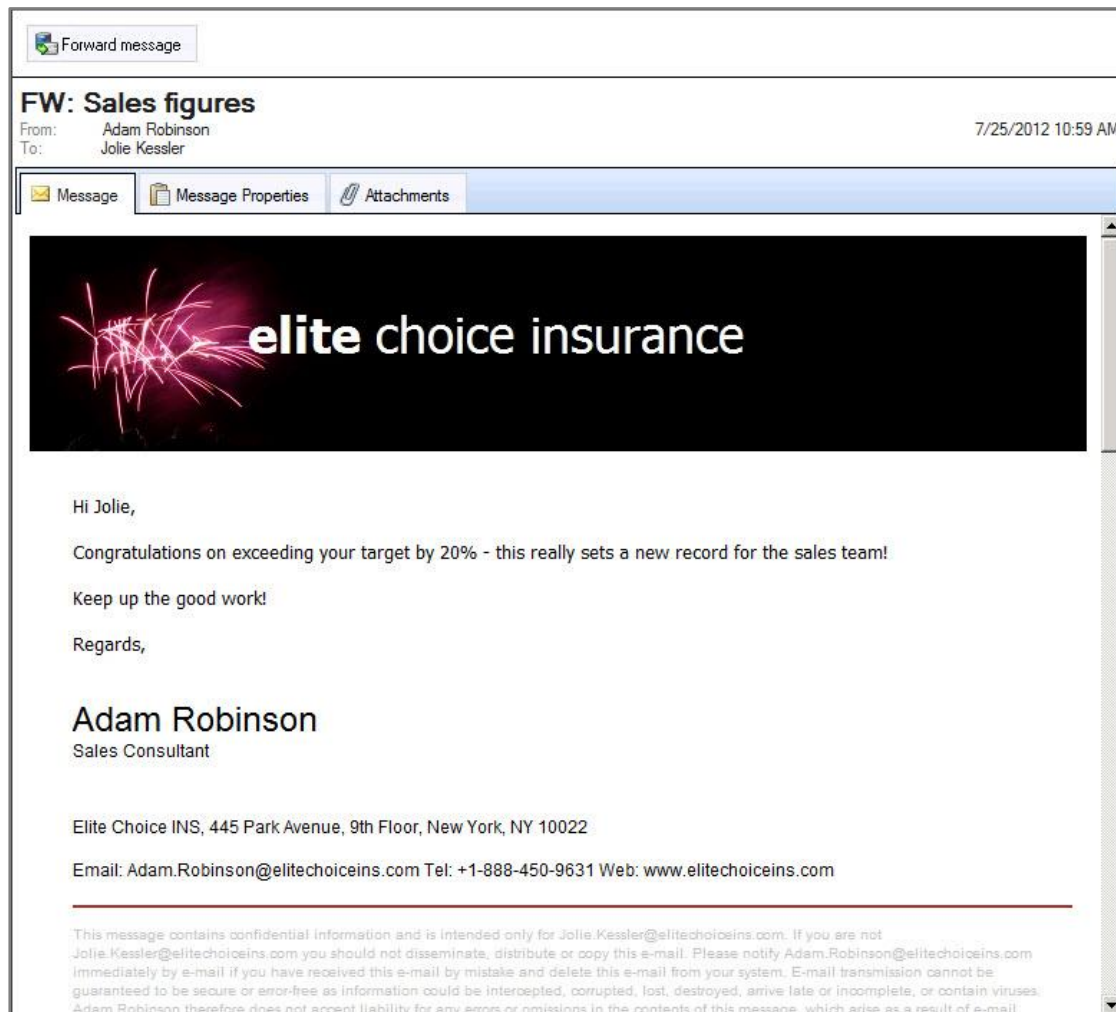 Forward message
FW: Sales figures
From: Adam Robinson
7/25/2012 10:59 AM
To: Jolie Kessler
Message Message Properties Attachments
elite choice insurance
Hi Jolie,
Congratulations on exceeding your target by 20% - this really sets a new record for the sales team!
Keep up the good work!
Regards,
Adam Robinson
Sales Consultant
Elite Choice INS, 445 Park Avenue, 9th Floor, New York, NY 10022
Email: Adam.Robinson@elitechoiceins.com Tel: +1-888-450-9631 Web: www.elitechoiceins.com
This message contains confidential information and is intended only for Jolie.Kessler@elitechoiceins.com. If you are not
Jolie.Kessler@elitechoiceins.com you should not disseminate, distribute or copy this e-mail. Please notify Adam.Robinson@elitechoiceins.com
immediately by e-mail if you have received this e-mail by mistake and delete this e-mail from your system. E-mail transmission cannot be
guaranteed to be secure or error-free as information could be intercepted, corrupted, lost, destroyed, arrive late or incomplete, or contain viruses.
Adam Robinson therefore does not accept liability for any errors or omissions in the contents of this message, which arise as a result of e-mail